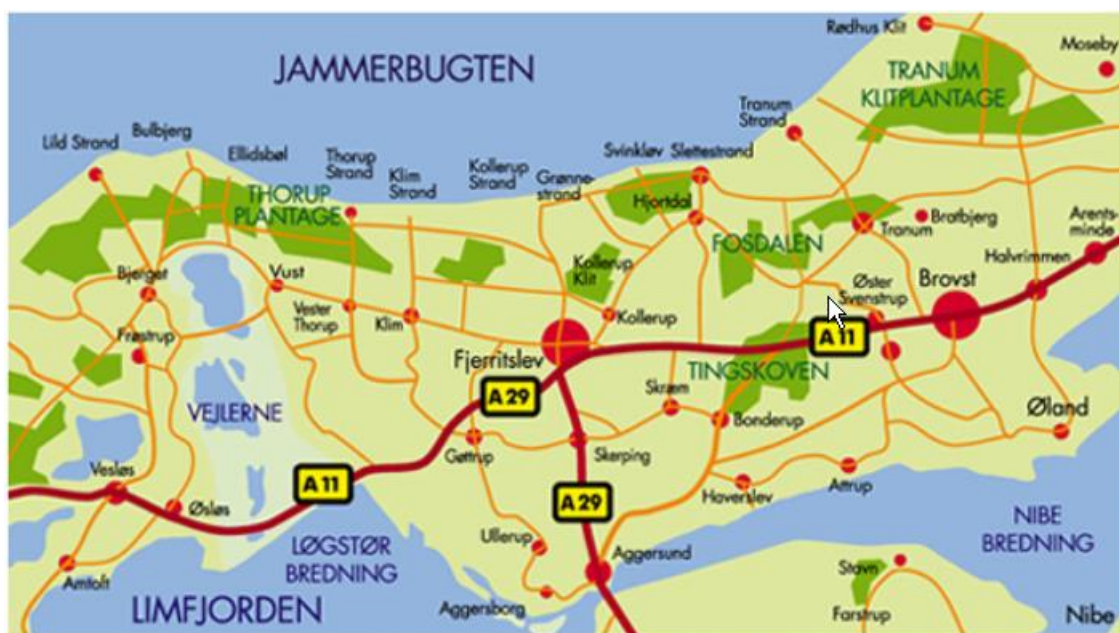 Rødhus Klit
Moseby
JAMMERBUGTEN
TRANUM
KLITPLANTAGE
Tranum
Strand
Bulbjerg
Lild Strand
Ellidsbøl
Thorup
Strand
Klim
Strand
Kollerup
Strand
Grønne-
strand
Svinkløv
Slettestrand
THORUP
PLANTAGE
Hjortdal
Bratbjerg
Tranum
Arents
minde
FOSDALEN
Halvrimmen
Bjerget
Vust
Kollerup
Klit
Øster
Svenstrup
Brovst
Vester
Thorup
Klim
Kollerup
Frøstrup
Fjerritslev
A 11
TINGSKOVEN
A 29
Skræm
VEJLERNE
Bonderup
Øland
Gøttrup
Skerping
Vesløs
A 11
Haverslev
Attrup
Øsløs
A 29
NIBE
BREDNING
Ullerup
LØGSTØR
BREDNING
Aggersund
Stavn
Amtoft
LIMFJORDEN
Aggersborg
Farstrup
Nibe